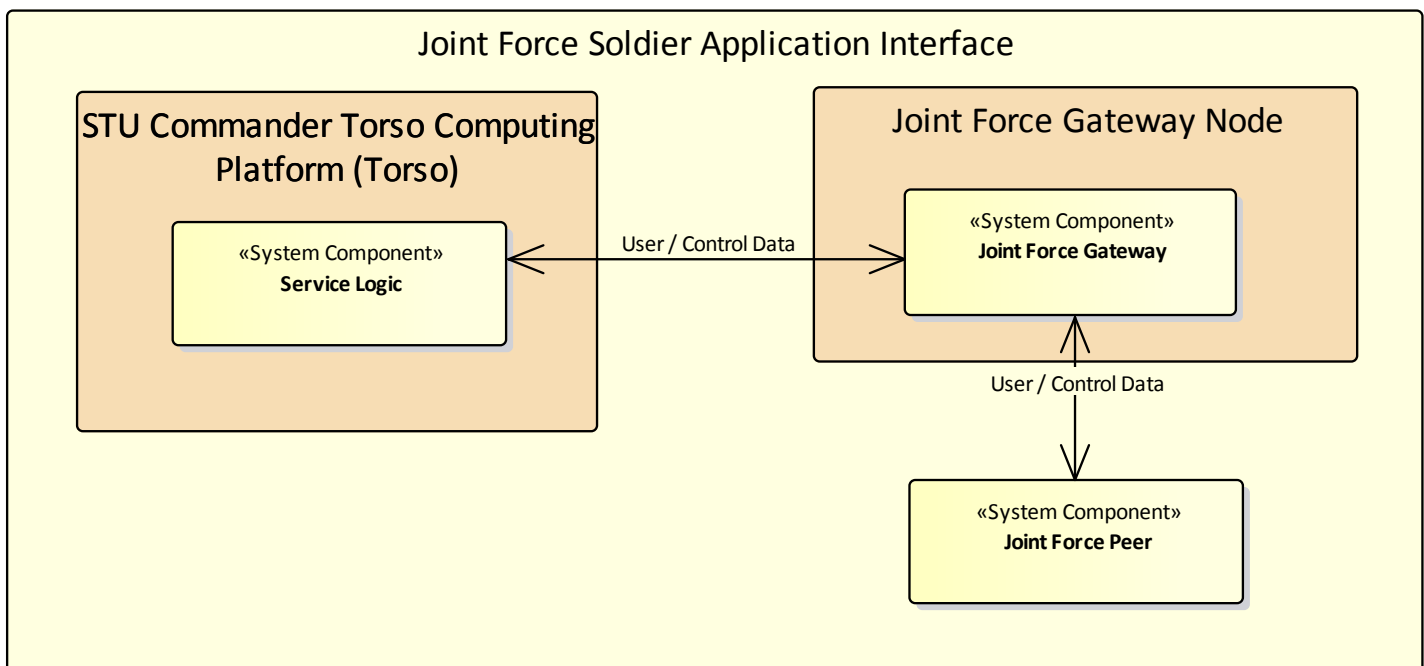 Joint Force Soldier Application Interface
STU Commander Torso Computing
Platform (Torso)
«System Component»
Service Logic
User / Control Data
Joint Force Gateway Node
«System Component»
Joint Force Gateway
User / Control Data
«System Component»
Joint Force Peer